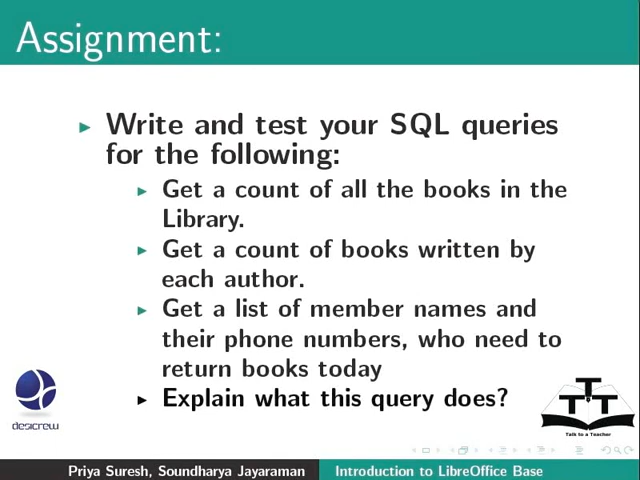 Assignment:
Write and test your SQL queries
for the following:
Get a count of all the books in the
Library.
Get a count of books written by
each author.
Get a list of member names and
their phone numbers, who need to
return books today
Explain what this query does?
desicrew
TTT
Talk to a Teacher
Priya Suresh, Soundharya Jayaraman Introduction to LibreOffice Base